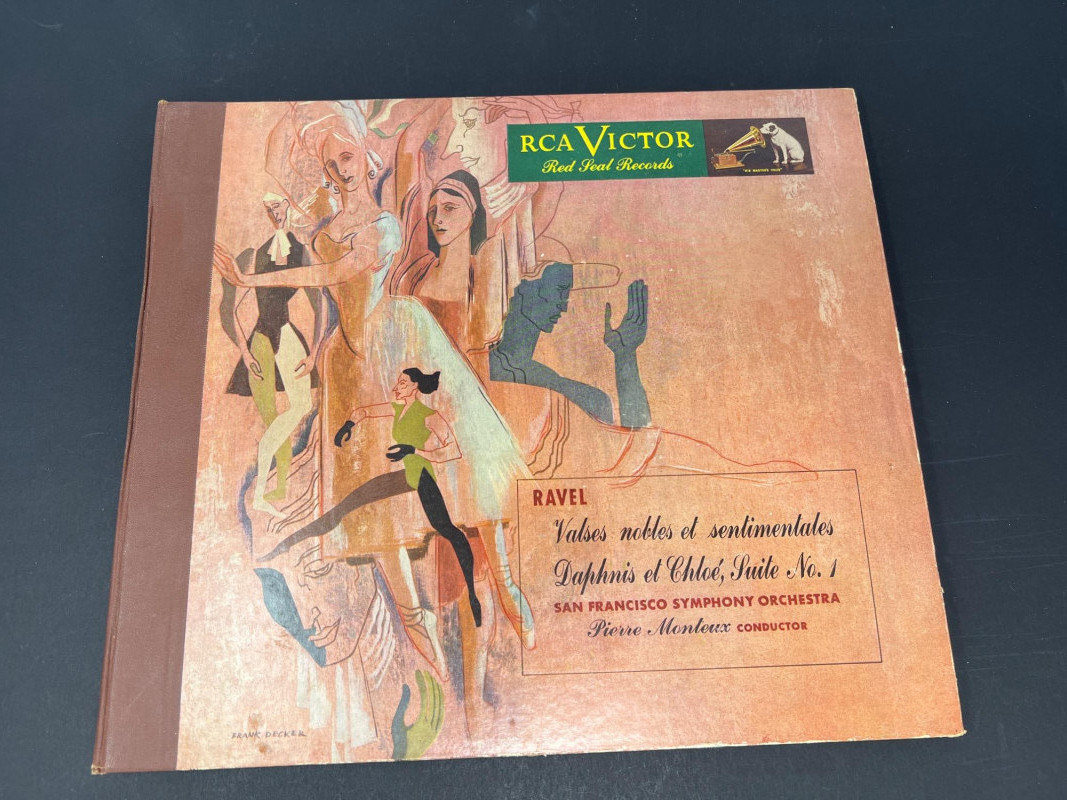 RCA VICTOR
Red Seal Records
"HIS MASTER'S VOICE"
RAVEL
Valses nobles et sentimentales
Daphnis et Chloé, Suite No. 1
SAN FRANCISCO SYMPHONY ORCHESTRA
Pierre Monteux CONDUCTOR
FRANK DECKER